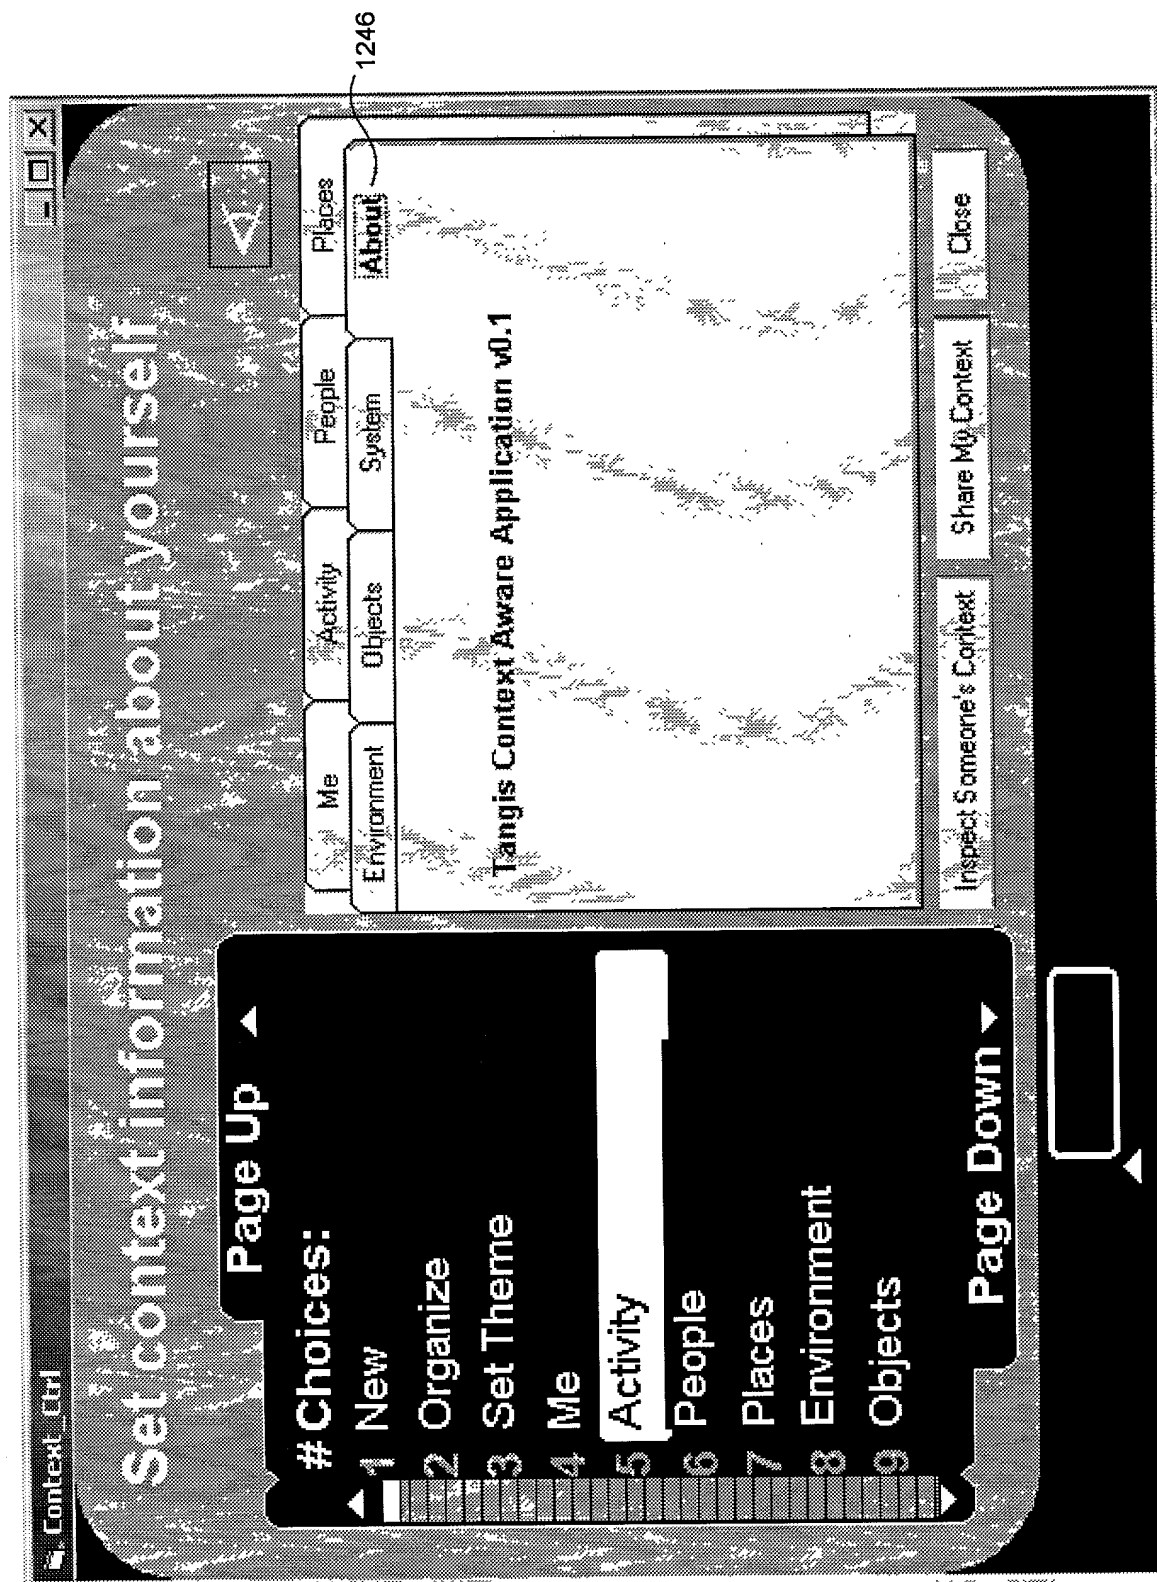 Context_Ctrl
Set context information about yourself
Page Up
# Choices:
1 New
2 Organize
3 Set Theme
4 Me
5 Activity
6 People
7 Places
8 Environment
9 Objects
Page Down
Me Activity People Places
Environment Objects System About
1246
Tangis Context Aware Application v0.1
Inspect Someone's Context Share My Context Close